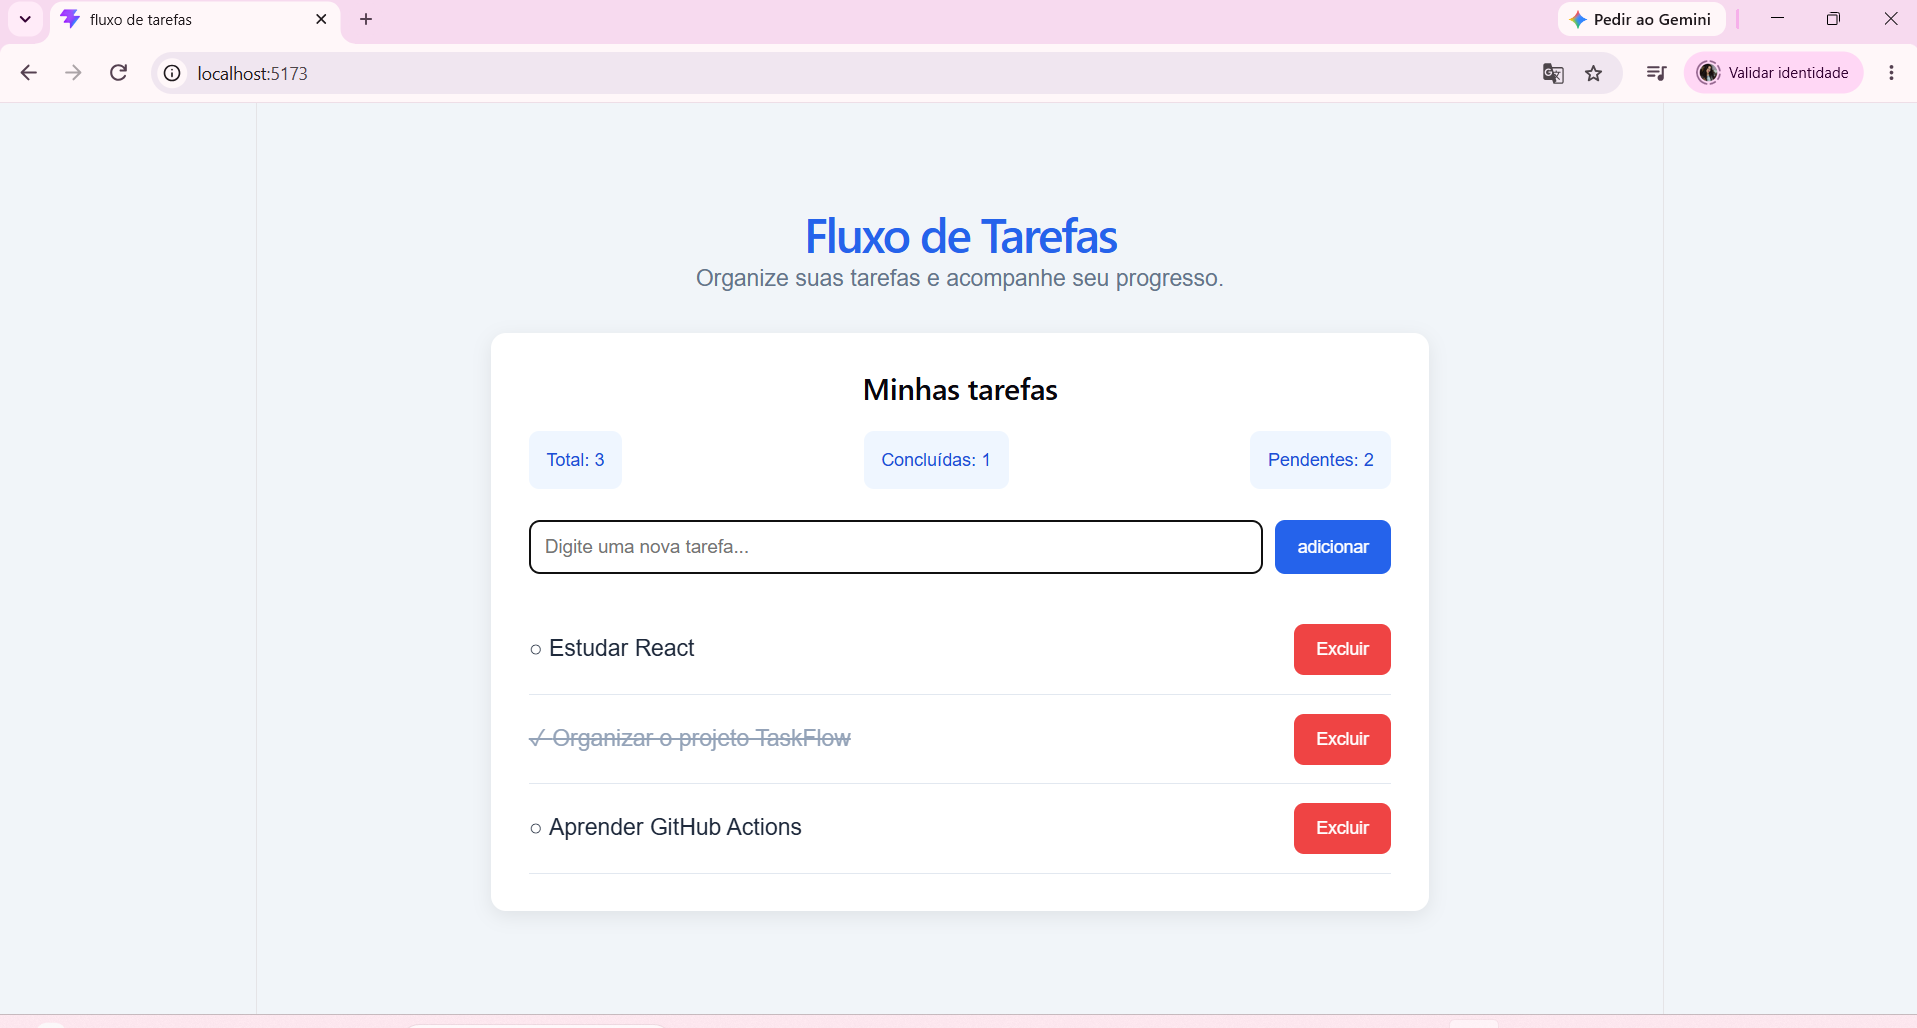 fluxo de tarefas
Pedir ao Gemini
localhost:5173
Validar identidade
Fluxo de Tarefas
Organize suas tarefas e acompanhe seu progresso.
Minhas tarefas
Total: 3
Concluídas: 1
Pendentes: 2
Digite uma nova tarefa...
adicionar
○ Estudar React
Excluir
✓ Organizar o projeto TaskFlow
Excluir
○ Aprender GitHub Actions
Excluir